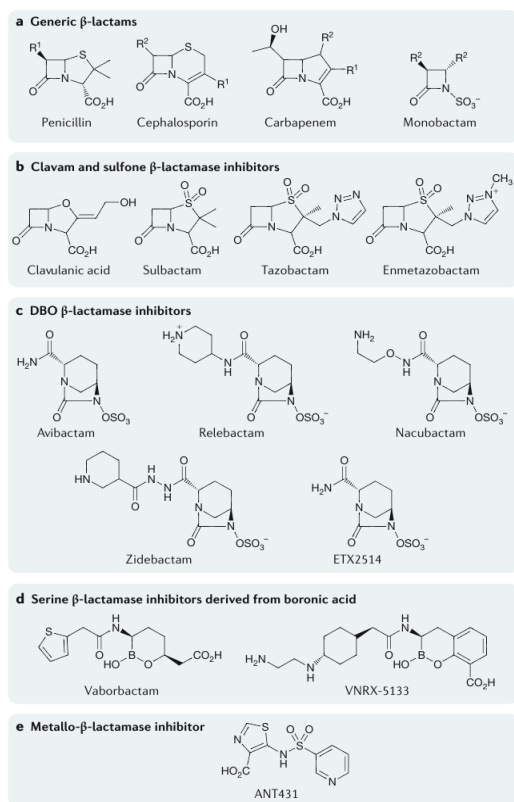 a Generic β-lactams
OH
R¹ S R² S R² R² R²
N N R¹ N R¹ N
O CO₂H O CO₂H O CO₂H O SO₃⁻
Penicillin Cephalosporin Carbapenem Monobactam
b Clavam and sulfone β-lactamase inhibitors
O OH O O S O O S N N N O O S N N N⁺ CH₃
O N CO₂H O N CO₂H O N CO₂H O N CO₂H
Clavulanic acid Sulbactam Tazobactam Enmetazobactam
c DBO β-lactamase inhibitors
H₂N O H₂N⁺ N H O NH₂ O N H O
N N O OSO₃ N N O OSO₃⁻ N N O OSO₃⁻
Avibactam Relebactam Nacubactam
HN O H N N H O H₂N O
N N O OSO₃⁻ N N O OSO₃⁻
Zidebactam ETX2514
d Serine β-lactamase inhibitors derived from boronic acid
S O H N B HO O CO₂H H₂N N H O H N B HO O CO₂H
Vaborbactam VNRX-5133
e Metallo-β-lactamase inhibitor
S N HO₂C N H O O S N
ANT431